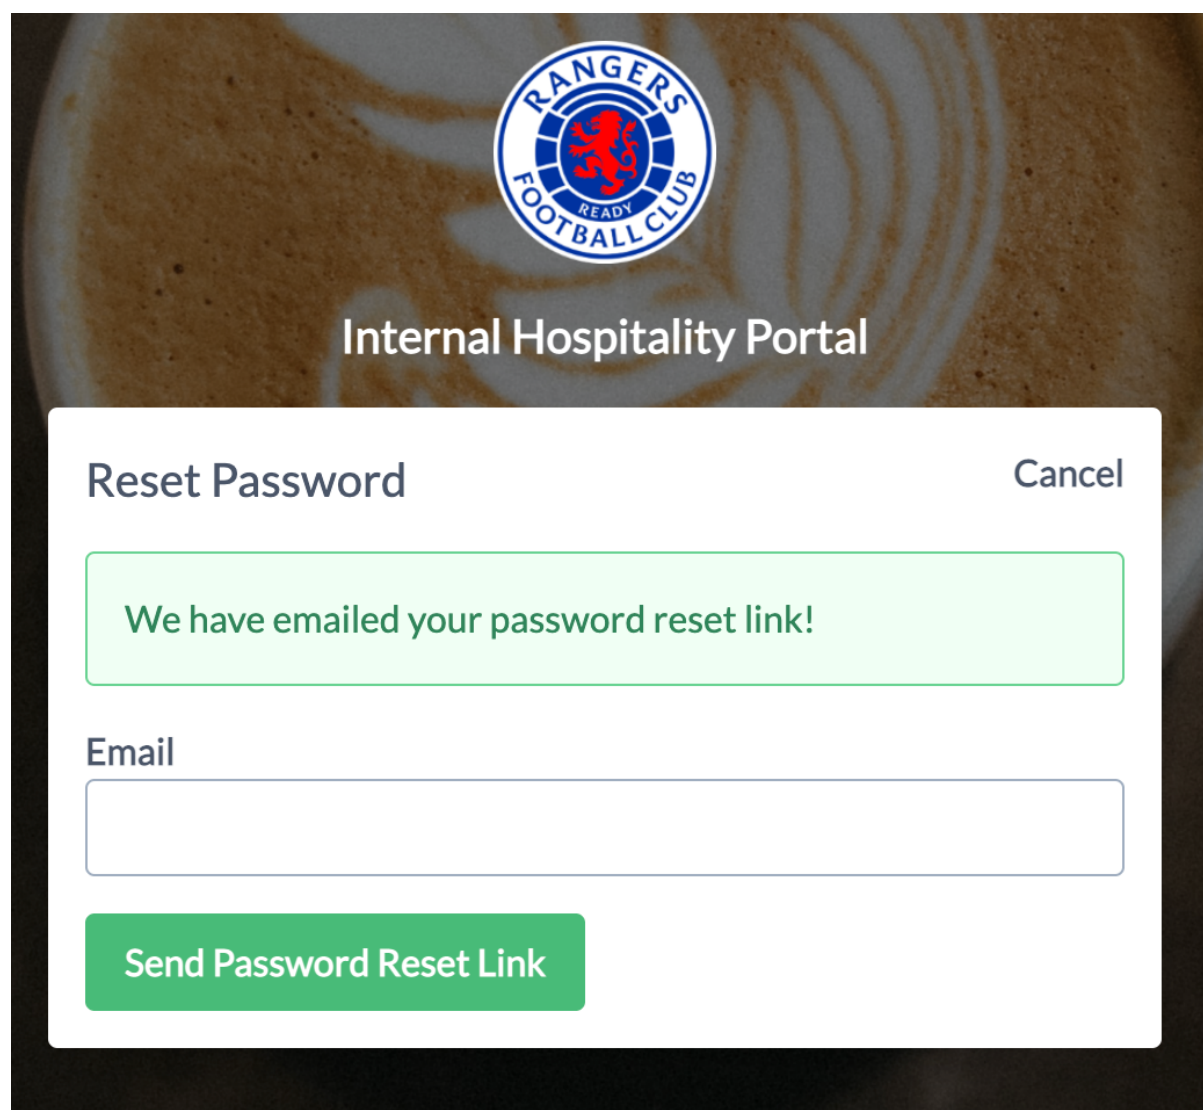 RANGERS
FOOTBALL CLUB
READY
Internal Hospitality Portal
Reset Password
Cancel
We have emailed your password reset link!
Email
Send Password Reset Link